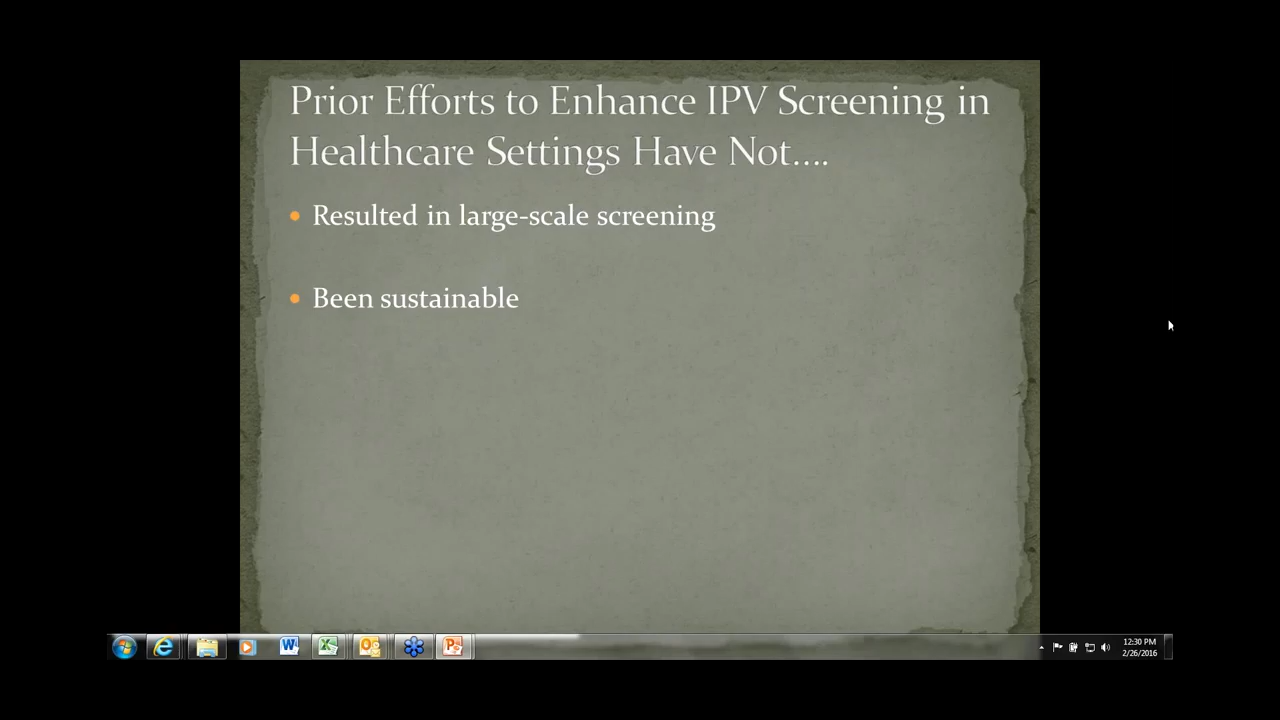 Prior Efforts to Enhance IPV Screening in
Healthcare Settings Have Not....
• Resulted in large-scale screening
• Been sustainable
12:30 PM
2/26/2016